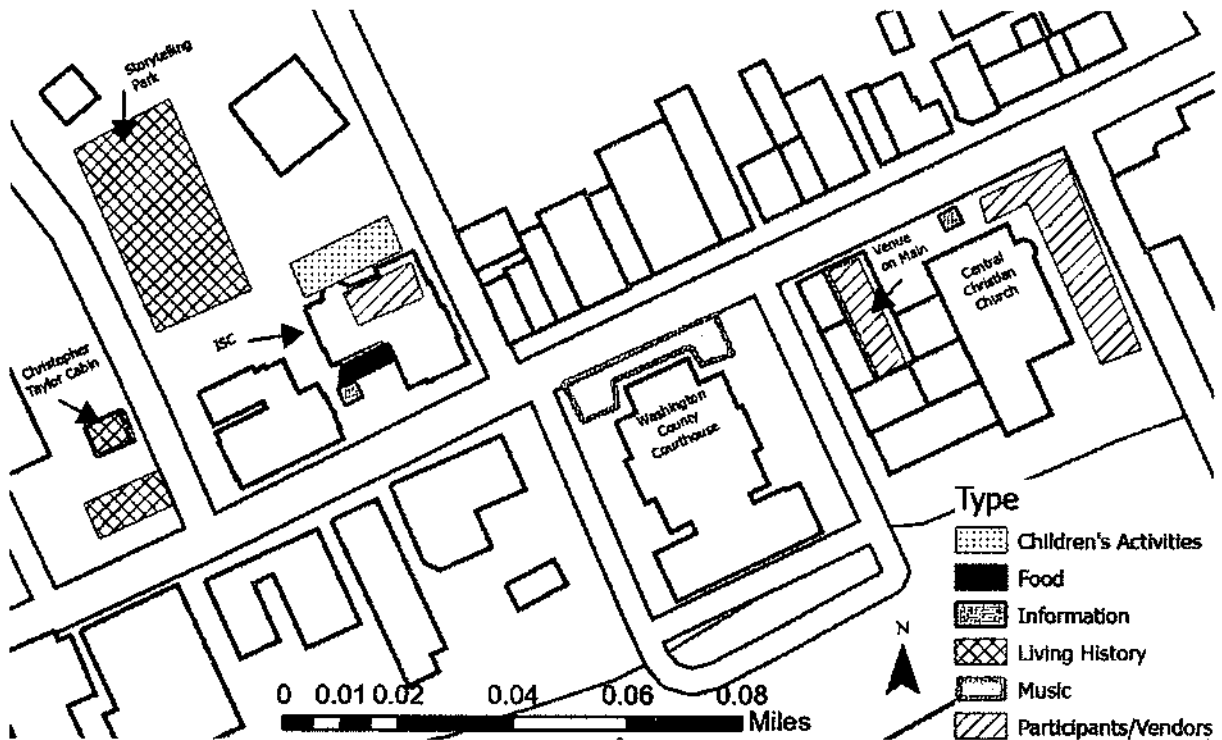 Storytelling
Park
ISC
Christopher
Taylor Cabin
Venue
on Main
Central
Christian
Church
Washington
County
Courthouse
Type
Children's Activities
Food
Information
Living History
Music
Participants/Vendors
N
0 0.01 0.02 0.04 0.06 0.08
Miles